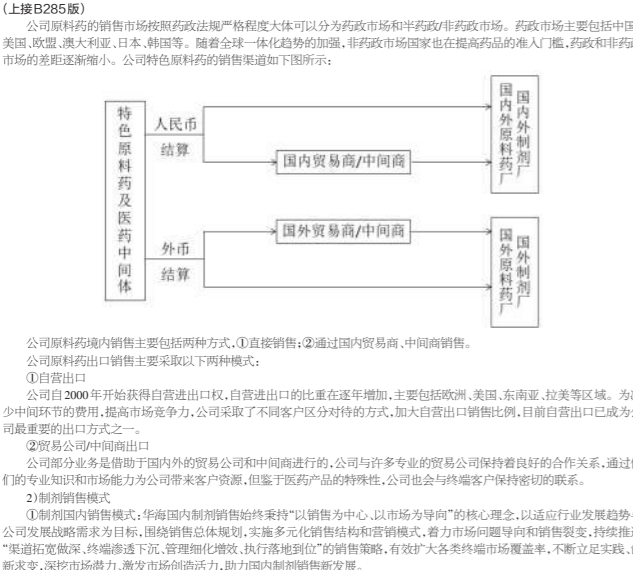 (上接B285版)
公司原料药的销售市场按照药政法规严格程度大体可以分为药政市场和半药政/非药政市场。药政市场主要包括中国
美国、欧盟、澳大利亚、日本、韩国等。随着全球一体化趋势的加强,非药政市场国家也在提高药品的准入门槛,药政和非药政
市场的差距逐渐缩小。公司特色原料药的销售渠道如下图所示:
特色原料药及医药中间体
人民币
结算
国内贸易商/中间商
国内外制剂厂
国内外原料药厂
外币
结算
国外贸易商/中间商
国外制剂厂
国外原料药厂
公司原料药境内销售主要包括两种方式,①直接销售;②通过国内贸易商、中间商销售。
公司原料药出口销售主要采取以下两种模式:
①自营出口
公司自2000年开始获得自营进出口权,自营进出口的比重在逐年增加,主要包括欧洲、美国、东南亚、拉美等区域。为减
少中间环节的费用,提高市场竞争力,公司采取了不同客户区分对待的方式,加大自营出口销售比例,目前自营出口已成为公
司最重要的出口方式之一。
②贸易公司/中间商出口
公司部分业务是借助于国内外的贸易公司和中间商进行的,公司与许多专业的贸易公司保持着良好的合作关系,通过他
们的专业知识和市场能力为公司带来客户资源,但鉴于医药产品的特殊性,公司也会与终端客户保持密切的联系。
2)制剂销售模式
①制剂国内销售模式:华海国内制剂销售始终秉持“以销售为中心、以市场为导向”的核心理念,以适应行业发展趋势与
公司发展战略需求为目标,围绕销售总体规划,实施多元化销售结构和营销模式,着力市场问题导向和销售裂变,持续推进
“渠道拓宽做深、终端渗透下沉、管理细化增效、执行落地到位”的销售策略,有效扩大各类终端市场覆盖率,不断立足实践、创
新求变,深挖市场潜力、激发市场创造活力,助力国内制剂销售新发展。